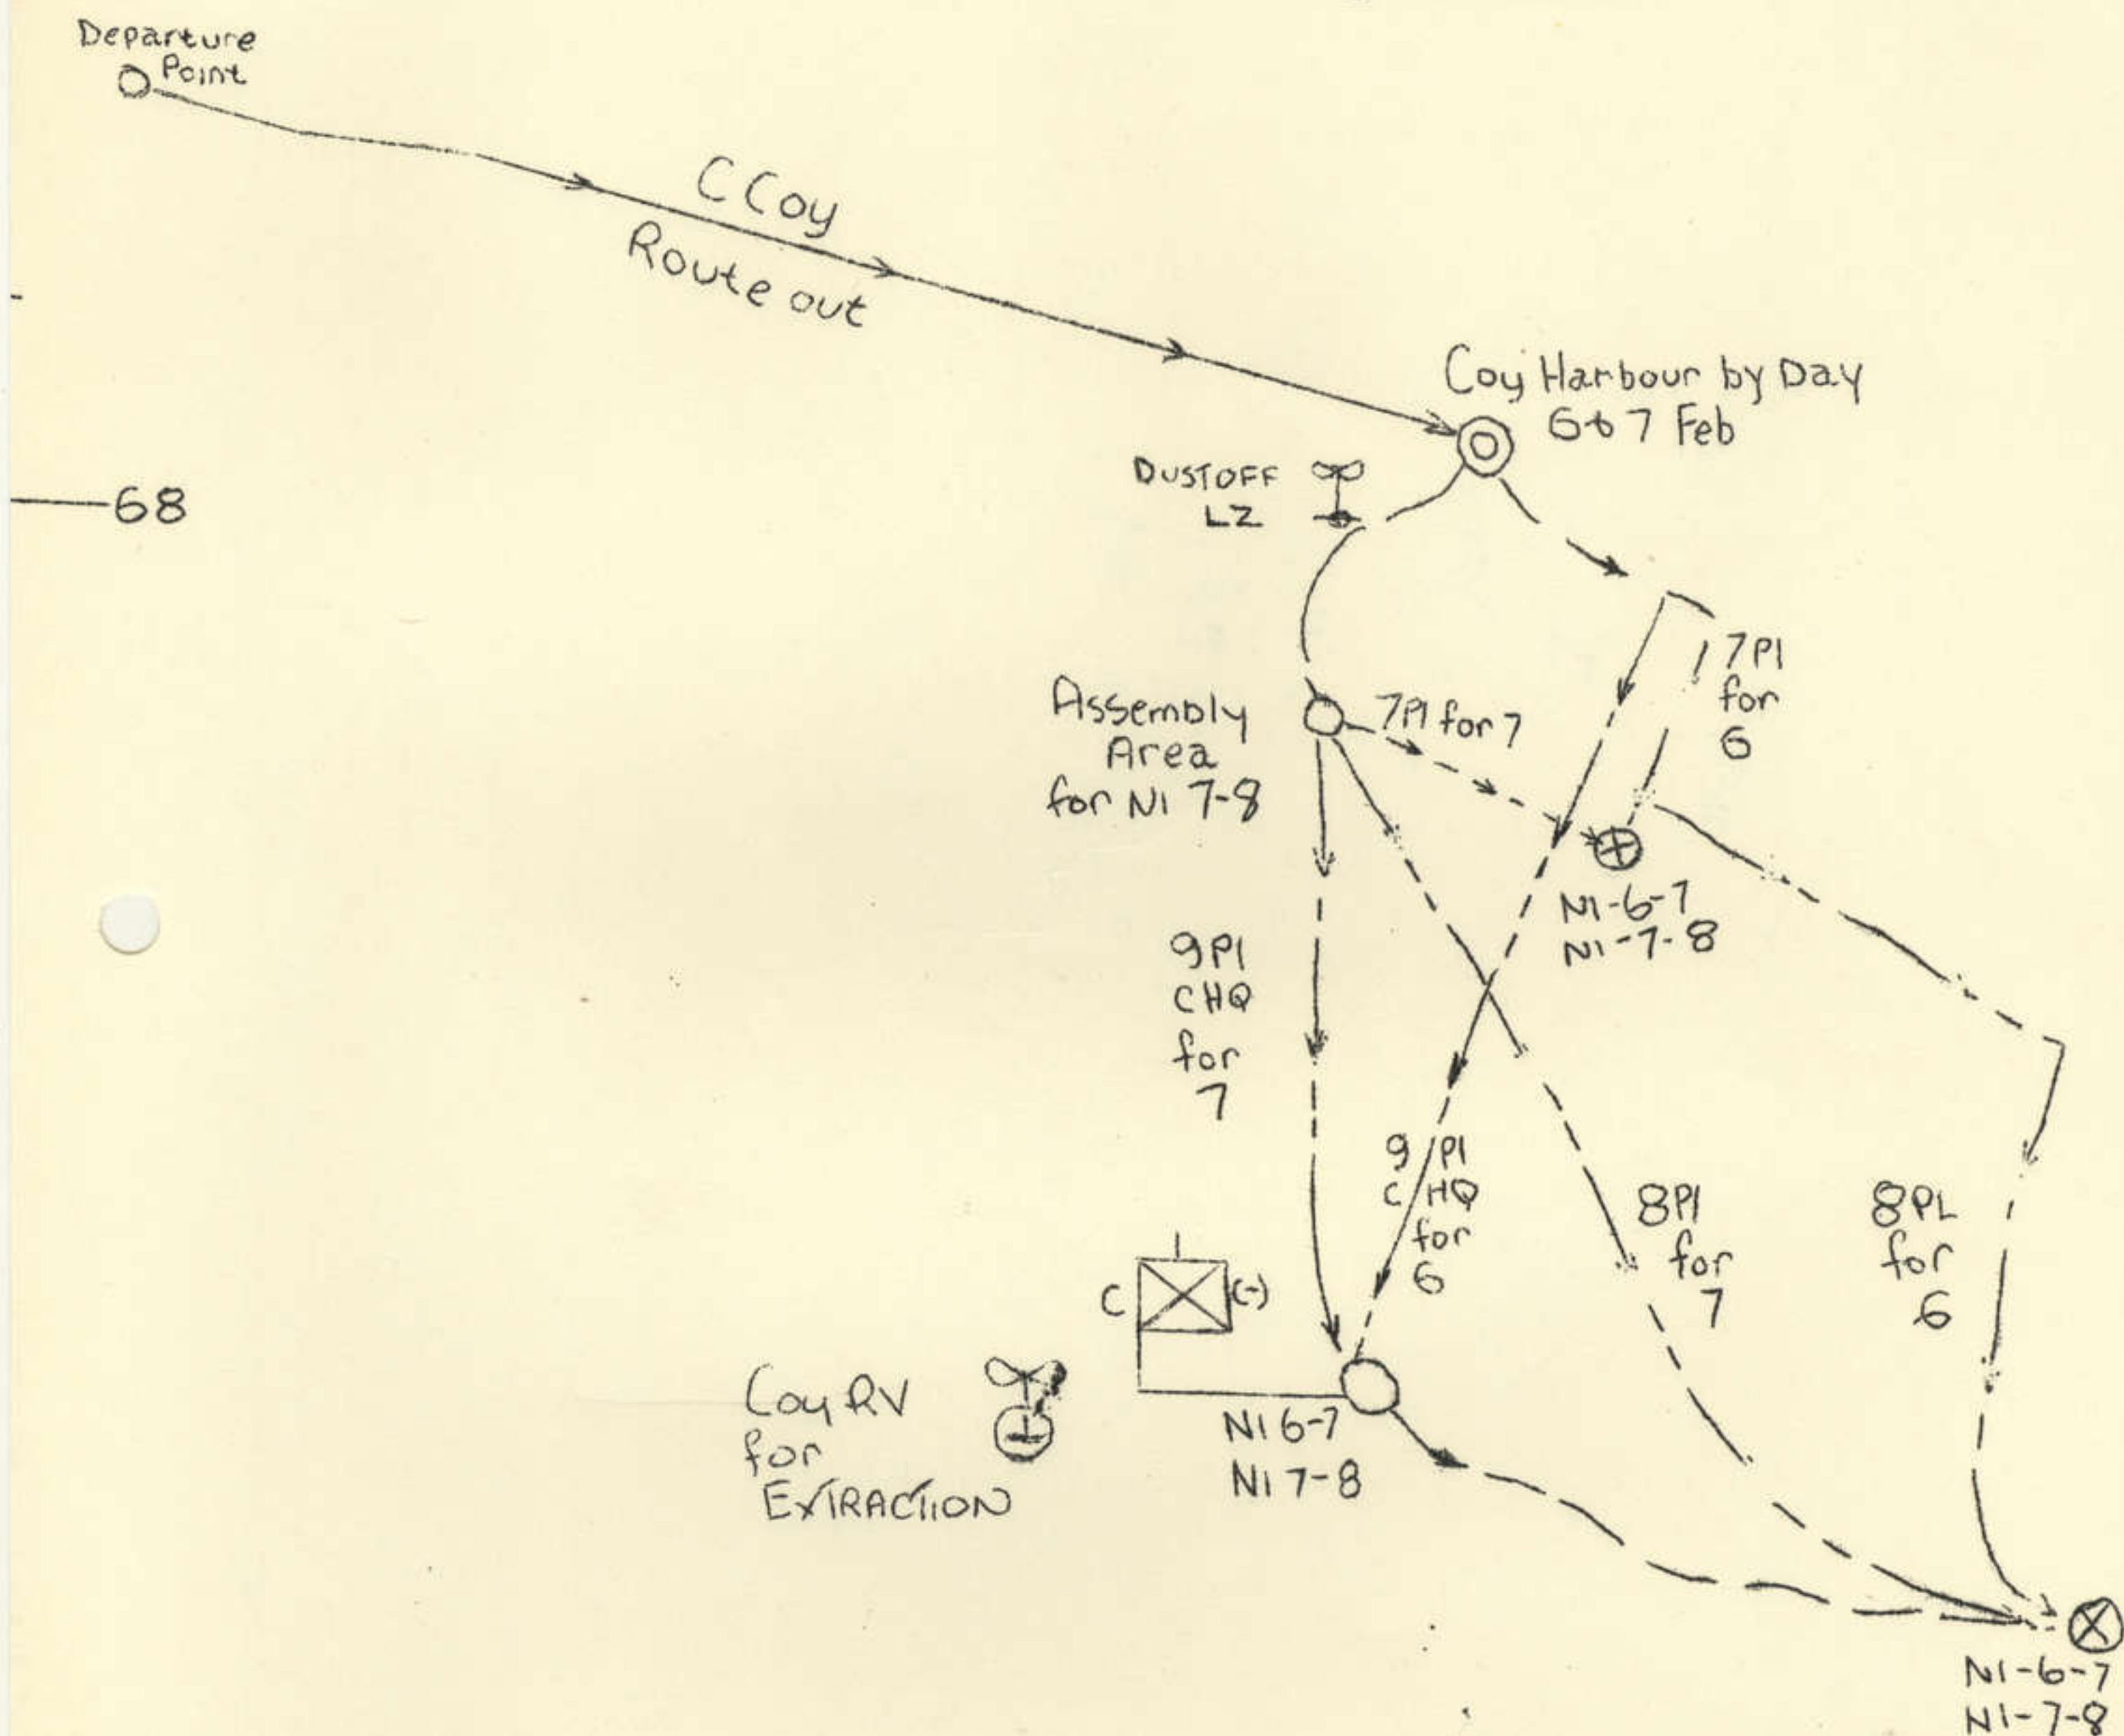 Departure
Point
C Coy
Route out
Coy Harbour by Day
6+7 Feb
DUSTOFF
LZ
68
7Pl
for
6
Assembly
Area
for NI 7-8
7Pl for 7
NI-6-7
NI-7-8
9Pl
CHQ
for
7
9 Pl
C HQ
for
6
8Pl
for
7
8PL
for
6
C (-)
Coy RV
for
EXTRACTION
NI 6-7
NI 7-8
NI-6-7
NI-7-8